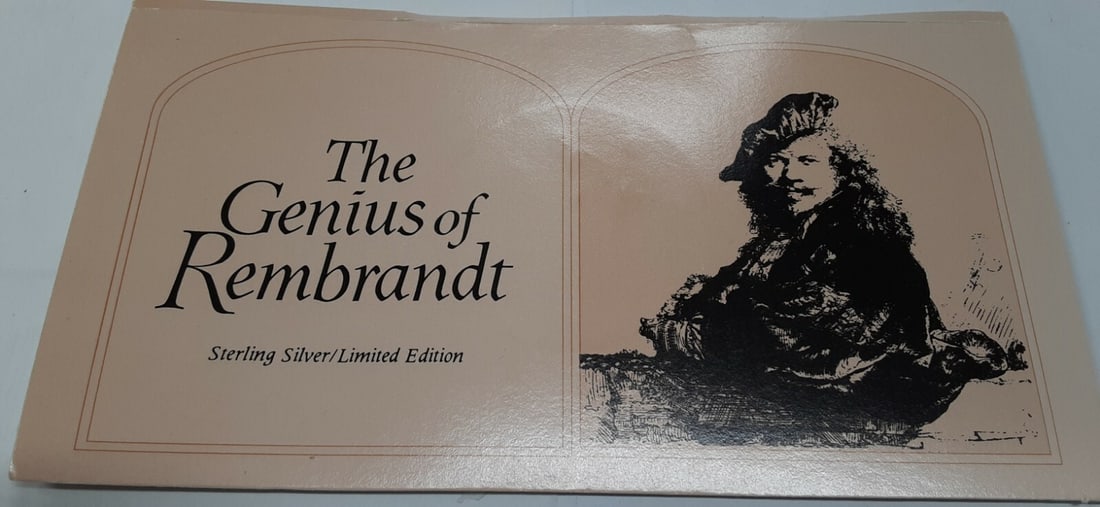 The
Genius of
Rembrandt
Sterling Silver/Limited Edition